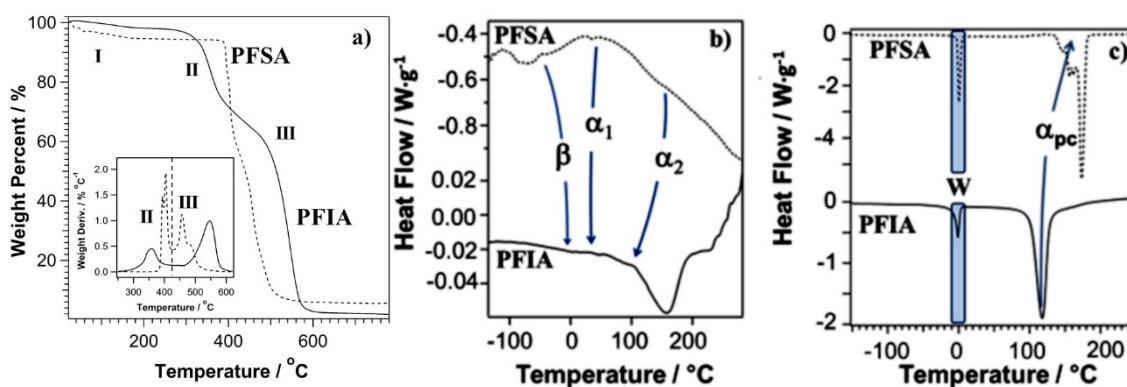 100
80
60
40
20
Weight Percent / %
a)
I
II
III
PFSA
PFIA
2.0
1.5
1.0
0.5
0.0
Weight Deriv. / % °C⁻¹
II
III
300 400 500 600
Temperature / °C
200 400 600
Temperature / °C
b)
-0.4
-0.6
-0.8
0.02
0.00
-0.02
-0.04
Heat Flow / W·g⁻¹
PFSA
β
α₁
α₂
PFIA
-100 0 100 200
Temperature / °C
c)
0
-2
-4
0
-1
-2
Heat Flow / W·g⁻¹
PFSA
αpc
W
PFIA
-100 0 100 200
Temperature / °C